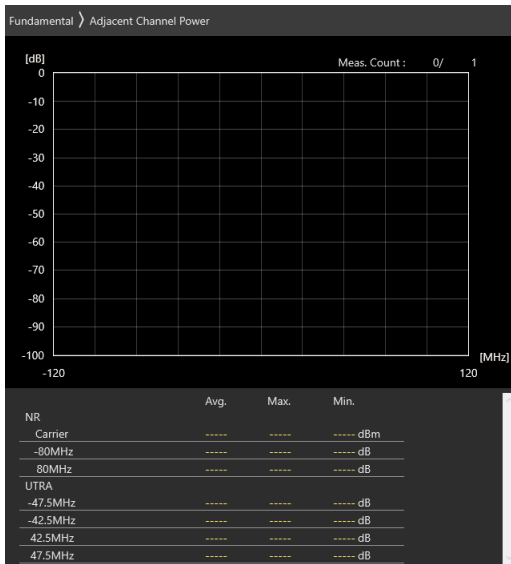 Fundamental 〉 Adjacent Channel Power
[dB]
Meas. Count : 0/ 1
0
-10
-20
-30
-40
-50
-60
-70
-80
-90
-100
[MHz]
-120 120
Avg. Max. Min.
NR
Carrier ----- ----- ----- dBm
-80MHz ----- ----- ----- dB
80MHz ----- ----- ----- dB
UTRA
-47.5MHz ----- ----- ----- dB
-42.5MHz ----- ----- ----- dB
42.5MHz ----- ----- ----- dB
47.5MHz ----- ----- ----- dB